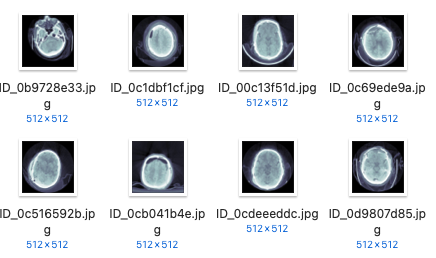 ID_0b9728e33.jp
g
512×512
ID_0c1dbf1cf.jpg
512×512
ID_00c13f51d.jpg
512×512
ID_0c69ede9a.jp
g
512×512
ID_0c516592b.jp
g
512×512
ID_0cb041b4e.jp
g
512×512
ID_0cdeeeddc.jpg
512×512
ID_0d9807d85.jp
g
512×512